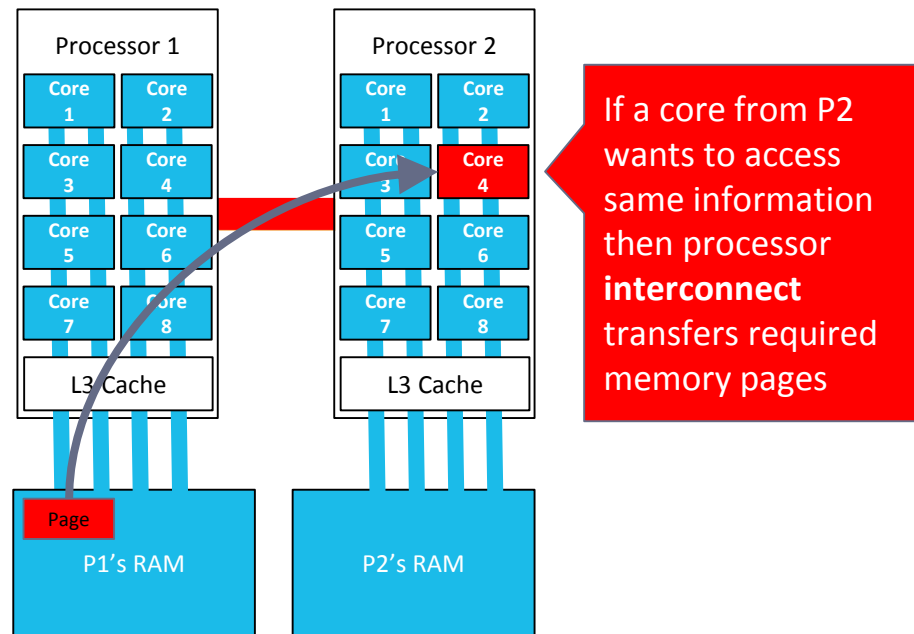 Processor 1
Core
1
Core
2
Core
3
Core
4
Core
5
Core
6
Core
7
Core
8
L3 Cache
Page
P1's RAM
Processor 2
Core
1
Core
2
Core
3
Core
4
Core
5
Core
6
Core
7
Core
8
L3 Cache
P2's RAM
If a core from P2
wants to access
same information
then processor
interconnect
transfers required
memory pages